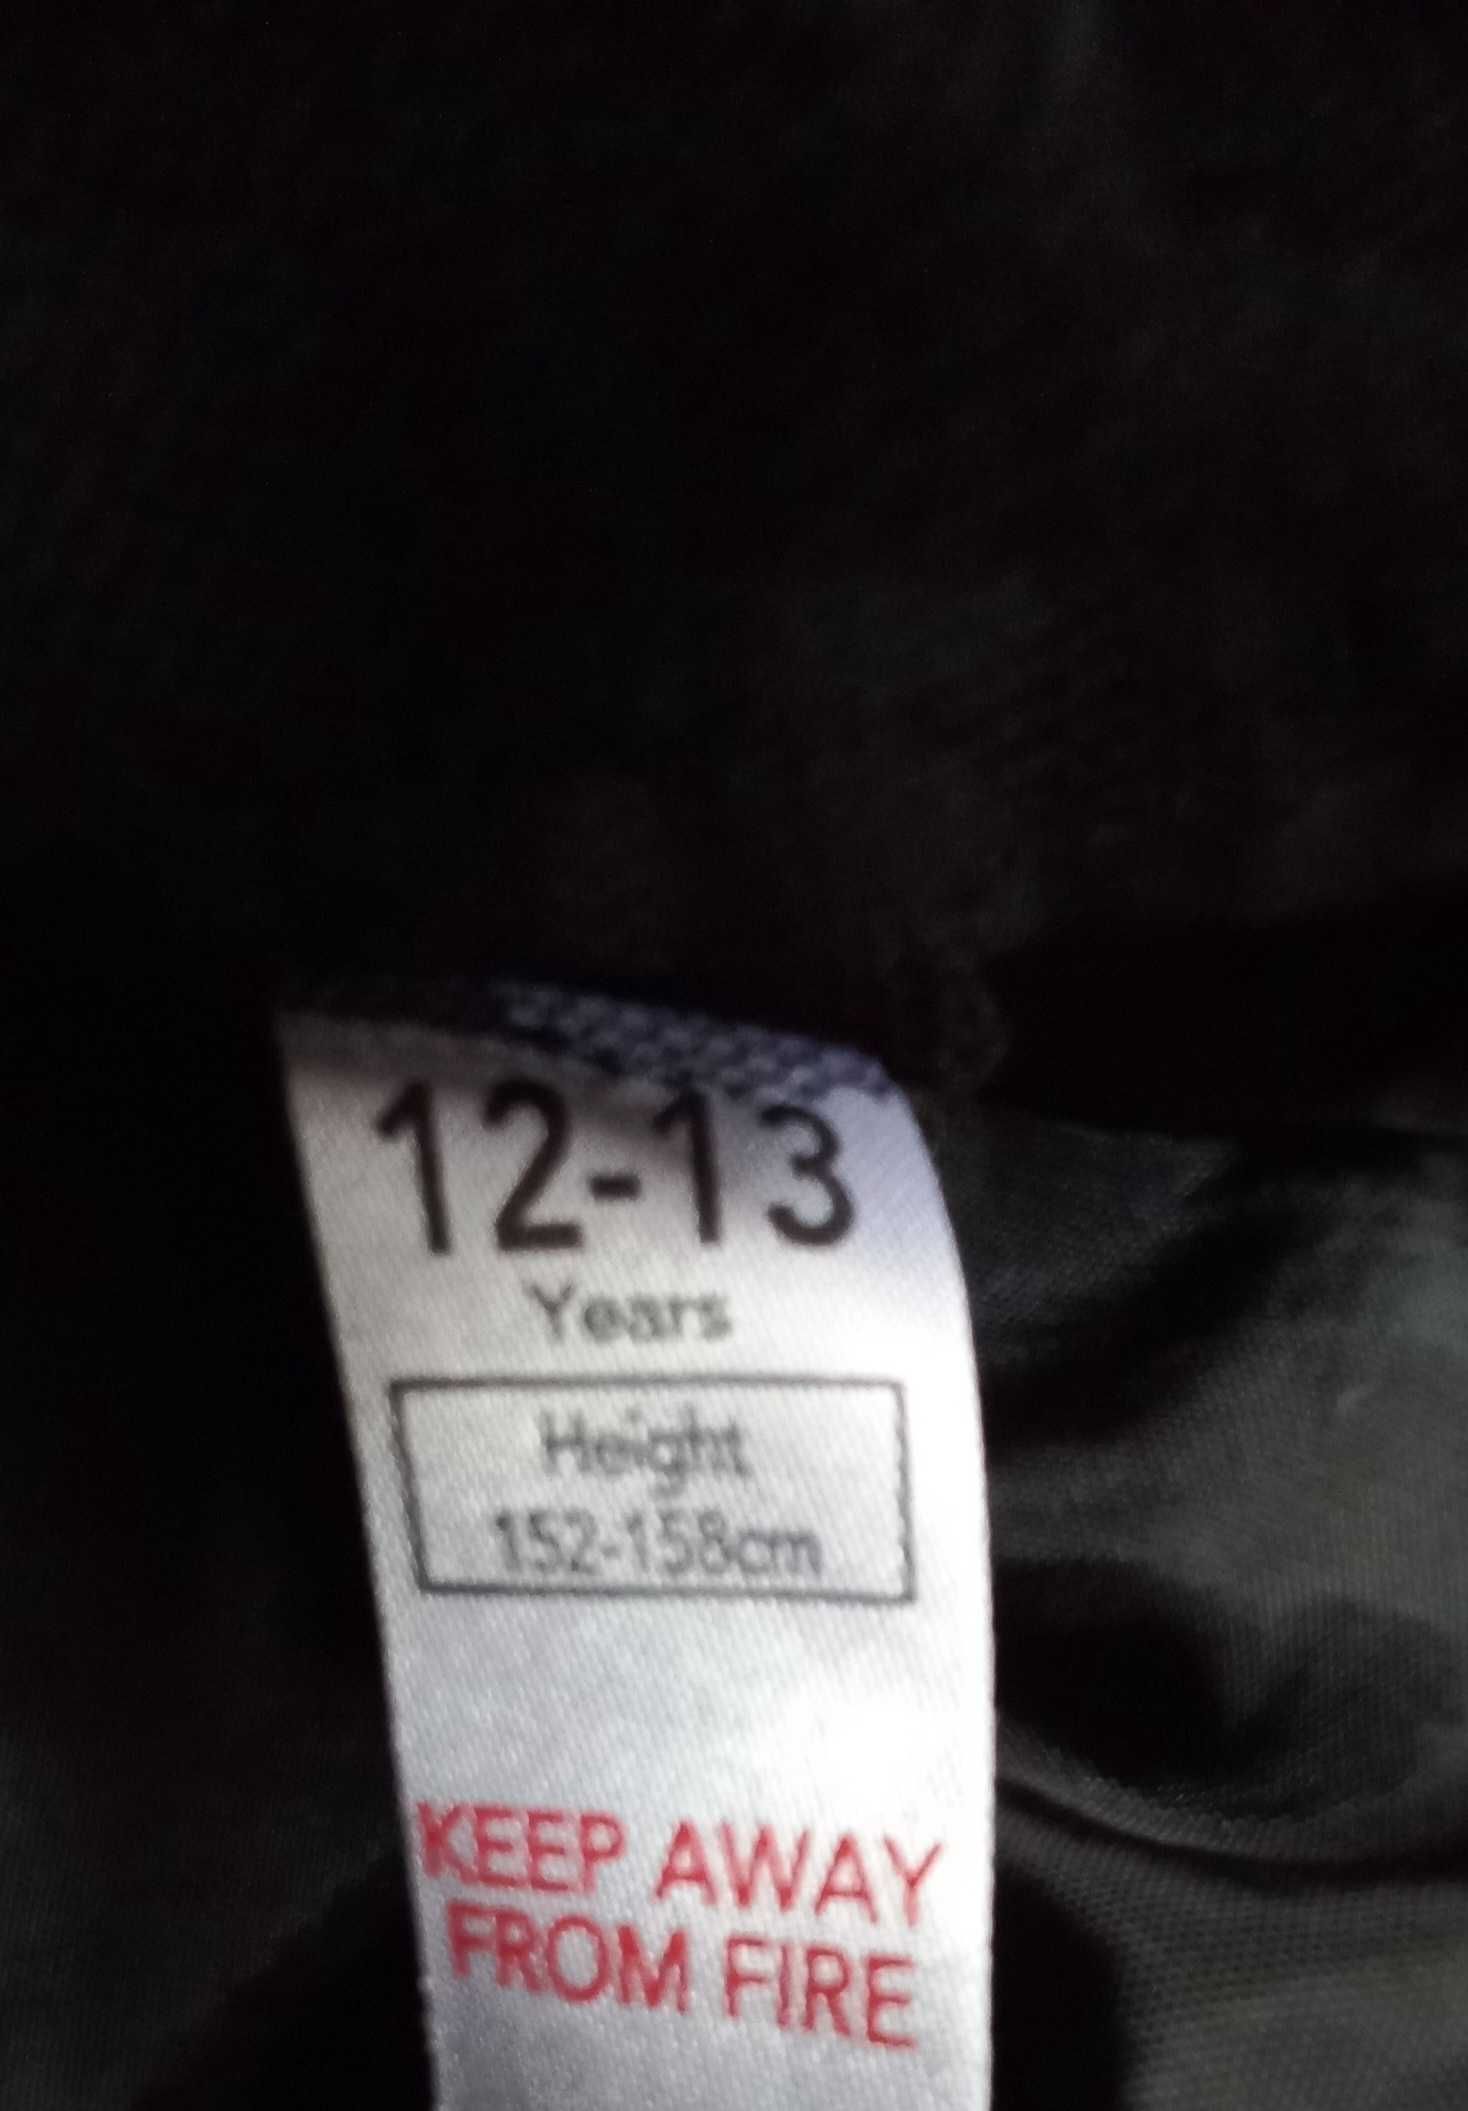 12-13
Years
Height
152-158cm
KEEP AWAY
FROM FIRE